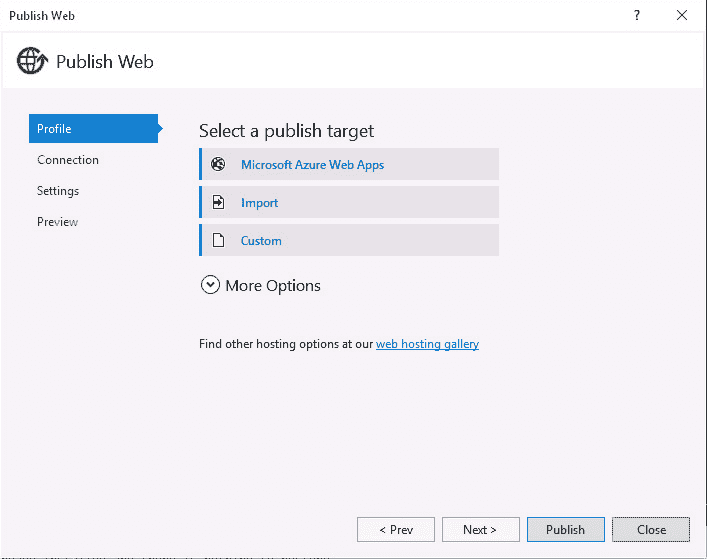 Publish Web
?
Publish Web
Profile
Connection
Settings
Preview
Select a publish target
Microsoft Azure Web Apps
Import
Custom
More Options
Find other hosting options at our web hosting gallery
< Prev
Next >
Publish
Close